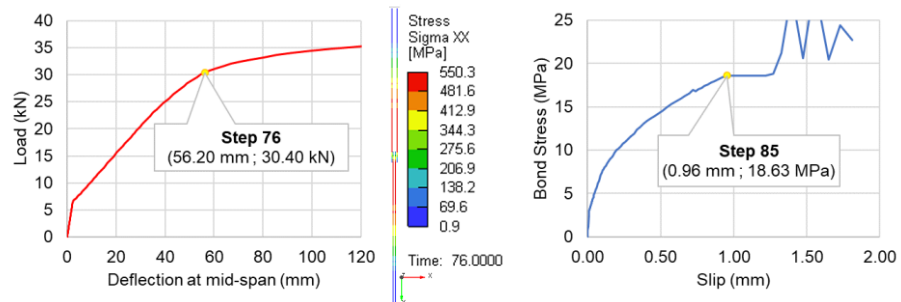 40
35
30
25
20
15
10
5
0
Load (kN)
Step 76
(56.20 mm ; 30.40 kN)
0 20 40 60 80 100 120
Deflection at mid-span (mm)
Stress
Sigma XX
[MPa]
550.3
481.6
412.9
344.3
275.6
206.9
138.2
69.6
0.9
Time: 76.0000
x
25
20
15
10
5
0
Bond Stress (MPa)
Step 85
(0.96 mm ; 18.63 MPa)
0.00 0.50 1.00 1.50 2.00
Slip (mm)